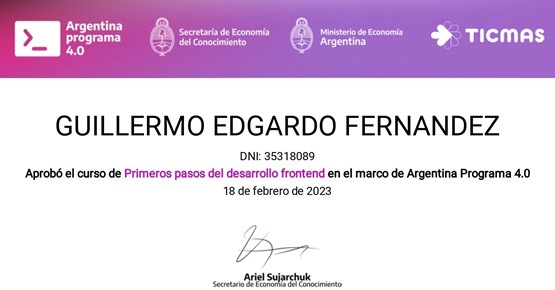 Argentina
programa
4.0
Secretaría de Economía
del Conocimiento
Ministerio de Economía
Argentina
TICMAS
GUILLERMO EDGARDO FERNANDEZ
DNI: 35318089
Aprobó el curso de Primeros pasos del desarrollo frontend en el marco de Argentina Programa 4.0
18 de febrero de 2023
Ariel Sujarchuk
Secretario de Economía del Conocimiento